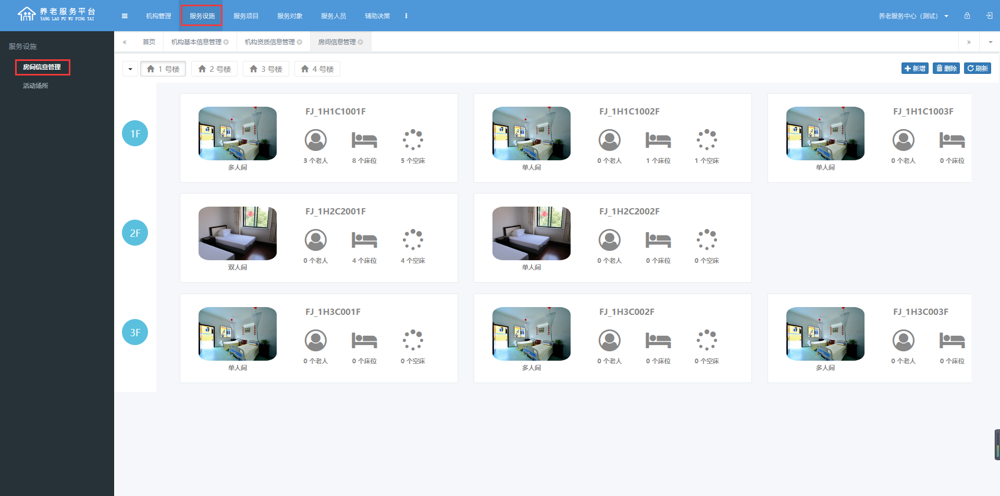 养老服务平台
YANG LAO FU WU PING TAI
机构管理 服务设施 服务项目 服务对象 服务人员 辅助决策
养老服务中心（测试）
服务设施
房间信息管理
活动场所
« 首页 机构基本信息管理 机构资质信息管理 房间信息管理 »
1 号楼 2 号楼 3 号楼 4 号楼
新增 删除 刷新
1F
FJ_1H1C1001F
3 个老人 8 个床位 5 个空床
多人间
FJ_1H1C1002F
0 个老人 1 个床位 1 个空床
单人间
FJ_1H1C1003F
0 个老人 0 个床位
单人间
2F
FJ_1H2C2001F
0 个老人 4 个床位 4 个空床
双人间
FJ_1H2C2002F
0 个老人 0 个床位 0 个空床
单人间
3F
FJ_1H3C001F
0 个老人 0 个床位 0 个空床
单人间
FJ_1H3C002F
0 个老人 0 个床位 0 个空床
多人间
FJ_1H3C003F
0 个老人 0 个床位
多人间